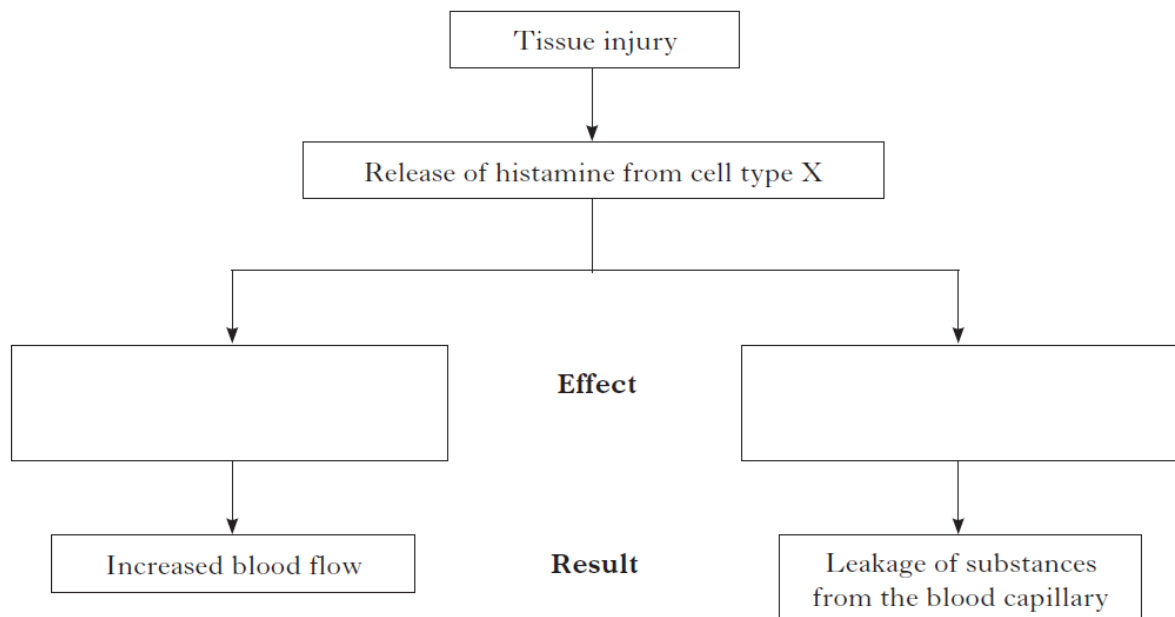 Tissue injury
Release of histamine from cell type X
Effect
Increased blood flow
Result
Leakage of substances
from the blood capillary